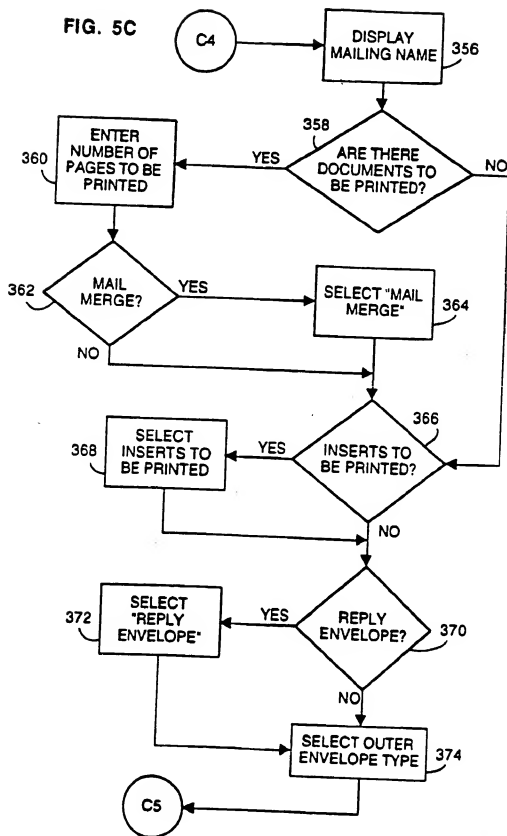 FIG. 5C
C4
DISPLAY
MAILING NAME
356
358
ARE THERE
DOCUMENTS TO
BE PRINTED?
YES
NO
360
ENTER
NUMBER OF
PAGES TO BE
PRINTED
362
MAIL
MERGE?
YES
NO
SELECT "MAIL
MERGE"
364
366
INSERTS TO
BE PRINTED?
YES
NO
368
SELECT
INSERTS TO
BE PRINTED
REPLY
ENVELOPE?
370
YES
NO
372
SELECT
"REPLY
ENVELOPE"
SELECT OUTER
ENVELOPE TYPE
374
C5